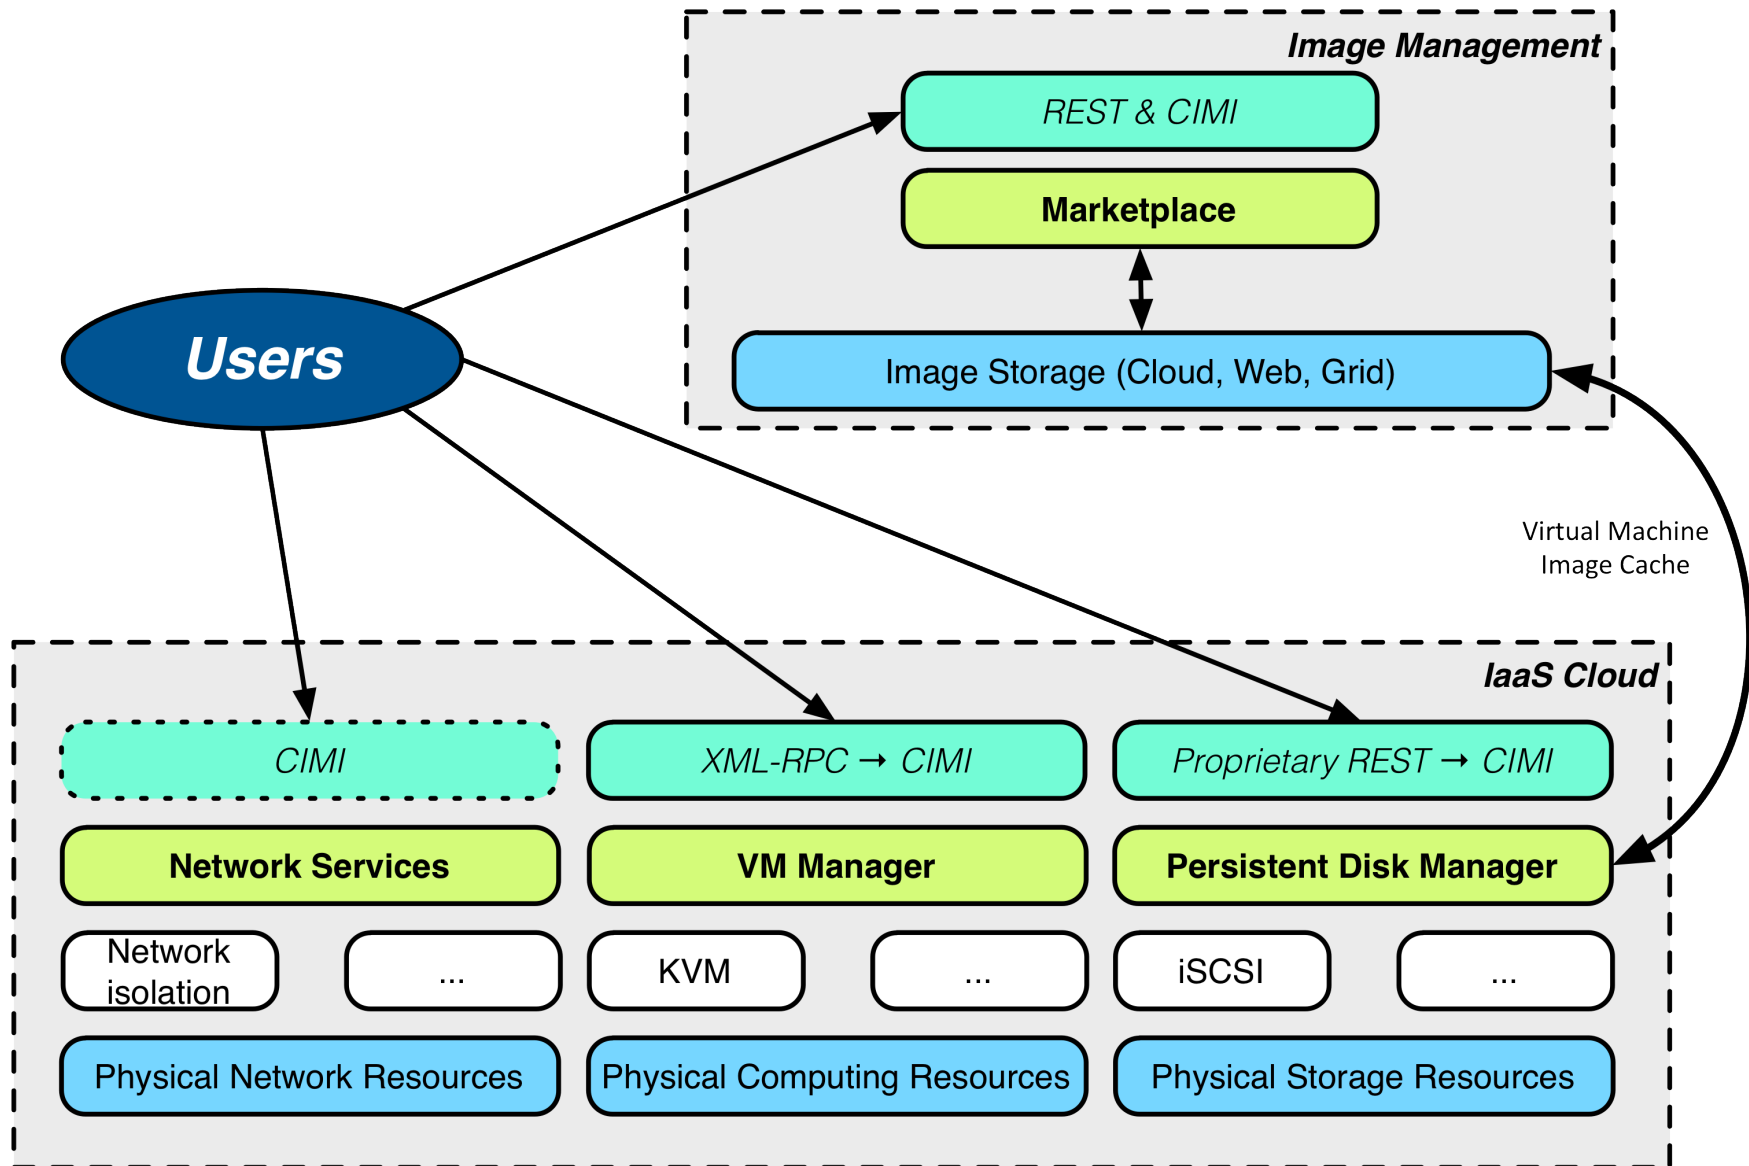 Image Management
REST & CIMI
Marketplace
Users
Image Storage (Cloud, Web, Grid)
Virtual Machine
Image Cache
IaaS Cloud
CIMI
XML-RPC → CIMI
Proprietary REST → CIMI
Network Services
VM Manager
Persistent Disk Manager
Network
isolation
...
KVM
...
iSCSI
...
Physical Network Resources
Physical Computing Resources
Physical Storage Resources